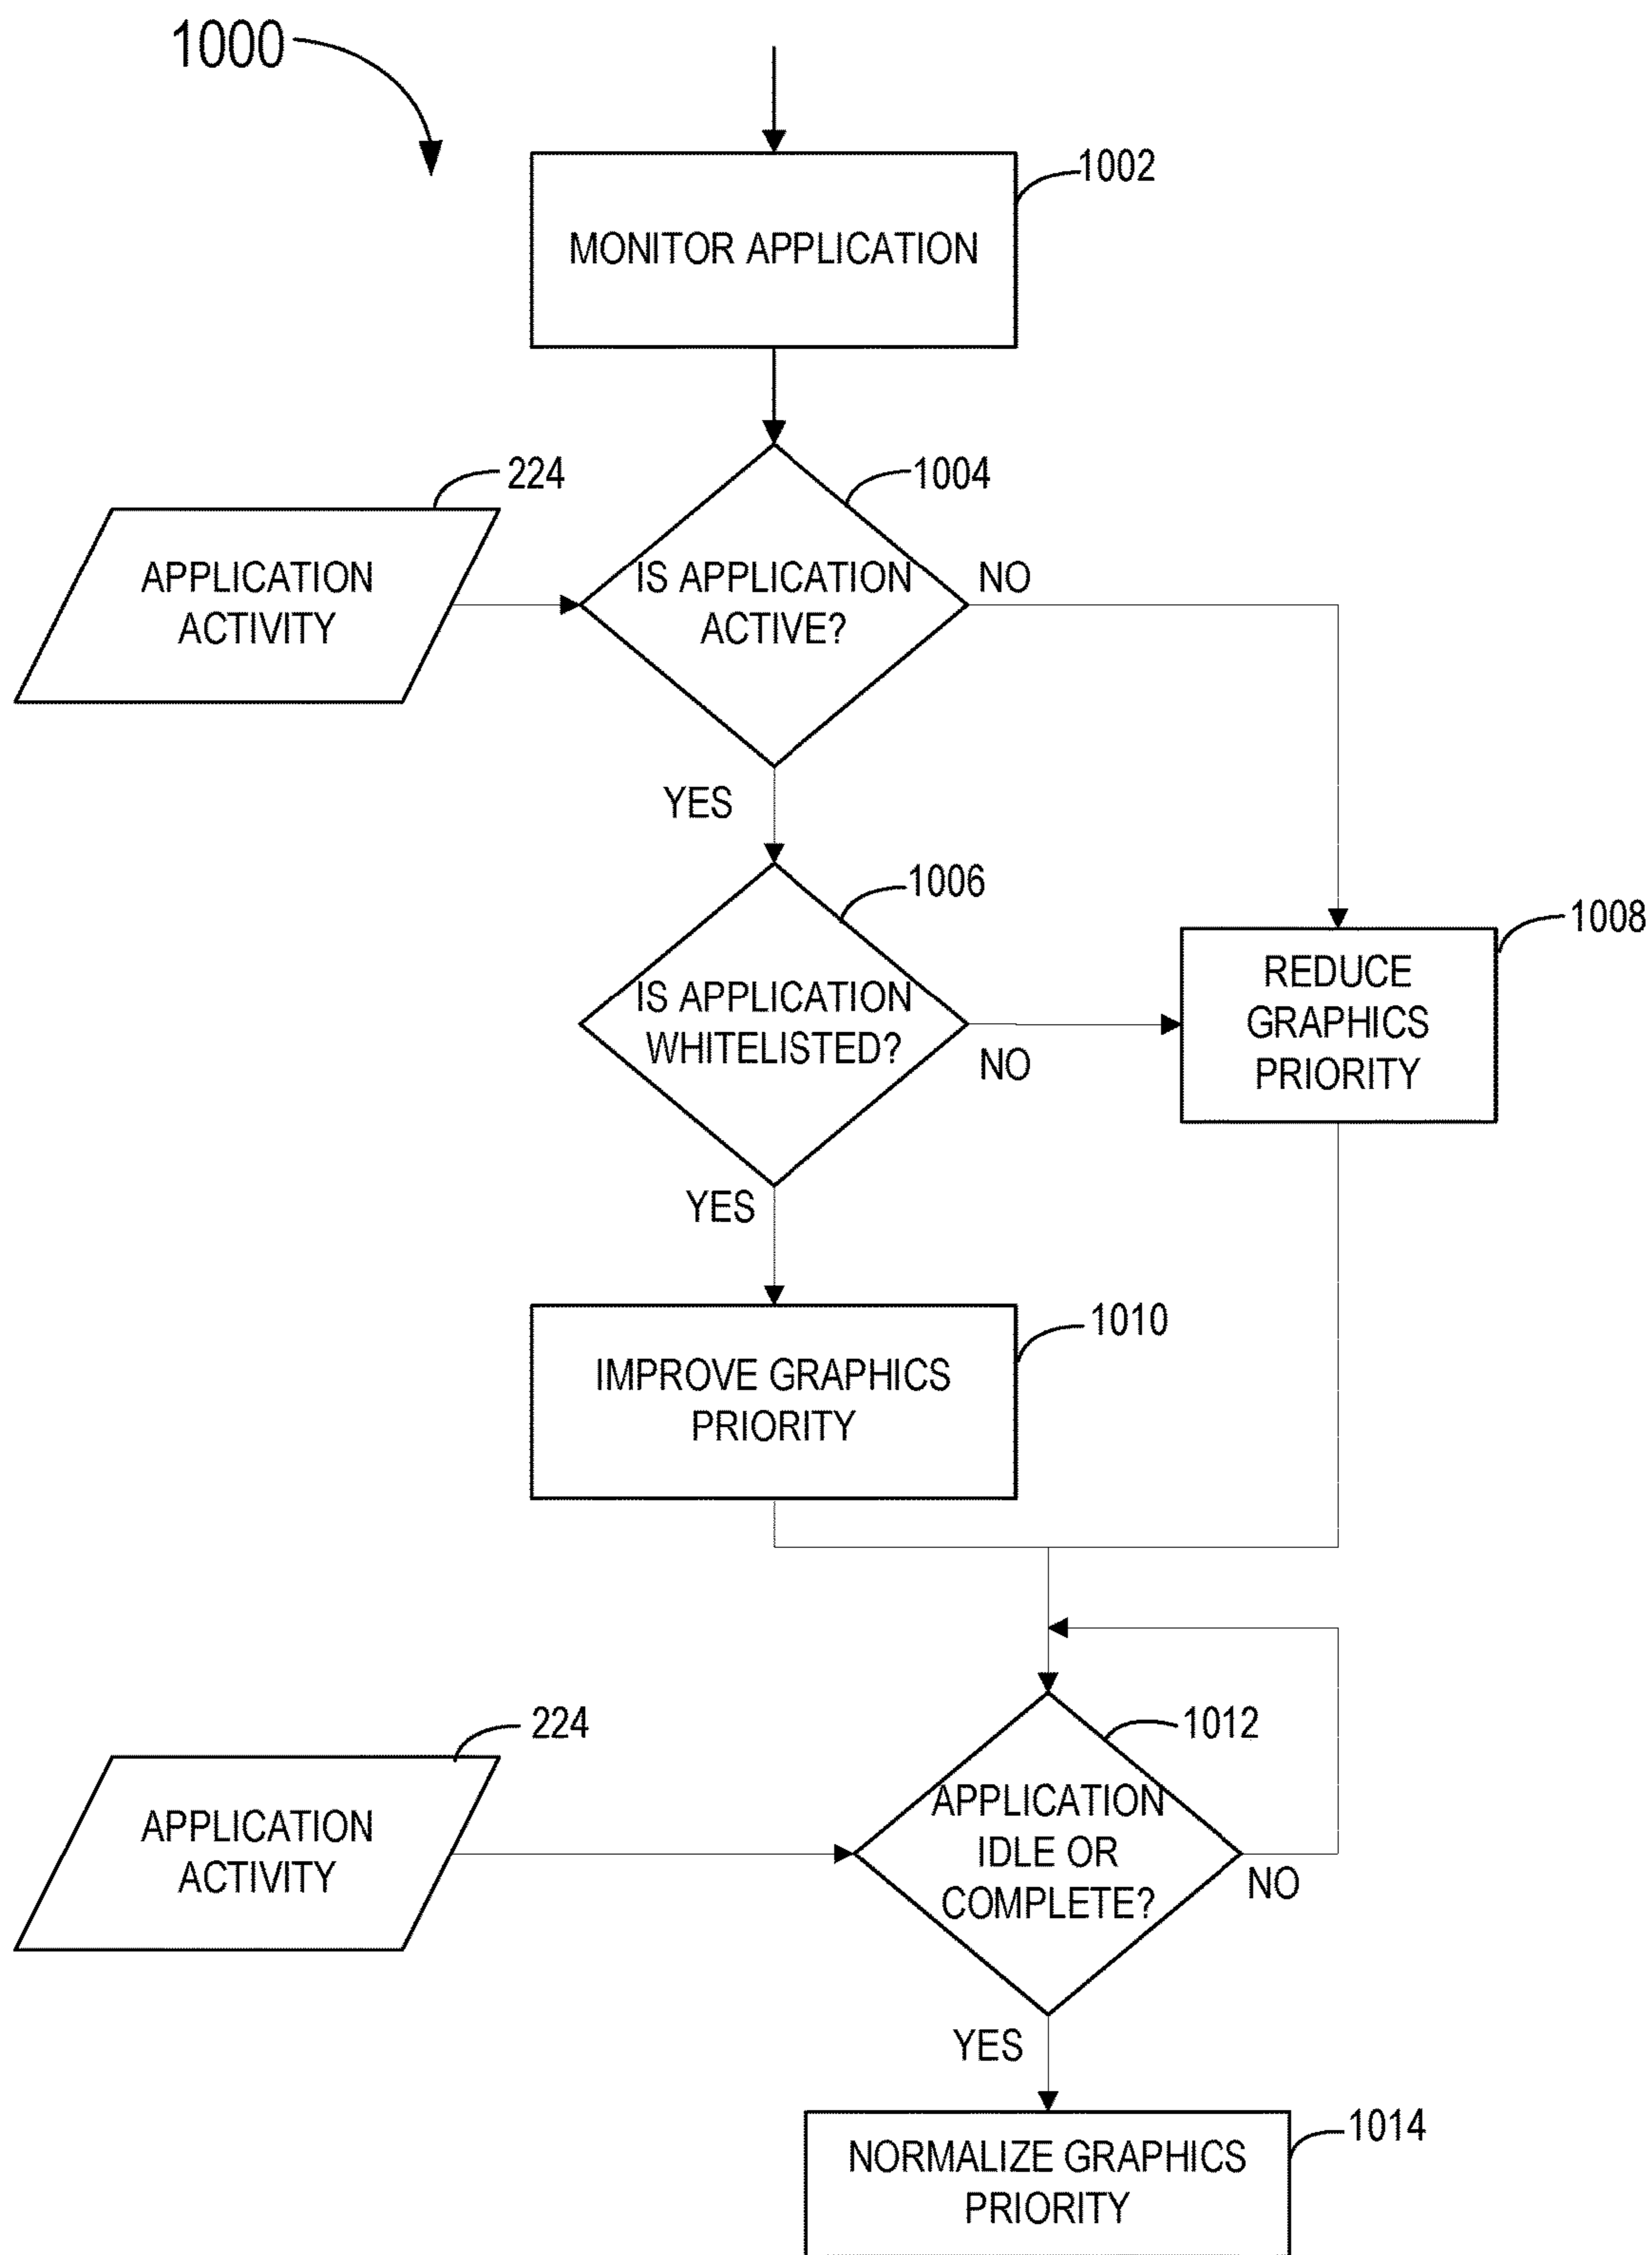 1000
1002
MONITOR APPLICATION
224
1004
APPLICATION
ACTIVITY
IS APPLICATION
ACTIVE?
NO
YES
1006
1008
IS APPLICATION
WHITELISTED?
NO
REDUCE
GRAPHICS
PRIORITY
YES
1010
IMPROVE GRAPHICS
PRIORITY
224
1012
APPLICATION
ACTIVITY
APPLICATION
IDLE OR
COMPLETE?
NO
YES
1014
NORMALIZE GRAPHICS
PRIORITY